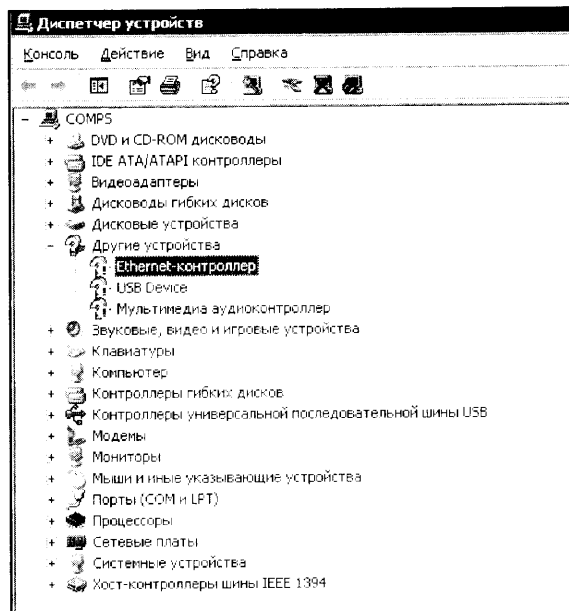 Диспетчер устройств
Консоль Действие Вид Справка
COMP5
DVD и CD-ROM дисководы
IDE ATA/ATAPI контроллеры
Видеоадаптеры
Дисководы гибких дисков
Дисковые устройства
Другие устройства
Ethernet-контроллер
USB Device
Мультимедиа аудиоконтроллер
Звуковые, видео и игровые устройства
Клавиатуры
Компьютер
Контроллеры гибких дисков
Контроллеры универсальной последовательной шины USB
Модемы
Мониторы
Мыши и иные указывающие устройства
Порты (COM и LPT)
Процессоры
Сетевые платы
Системные устройства
Хост-контроллеры шины IEEE 1394